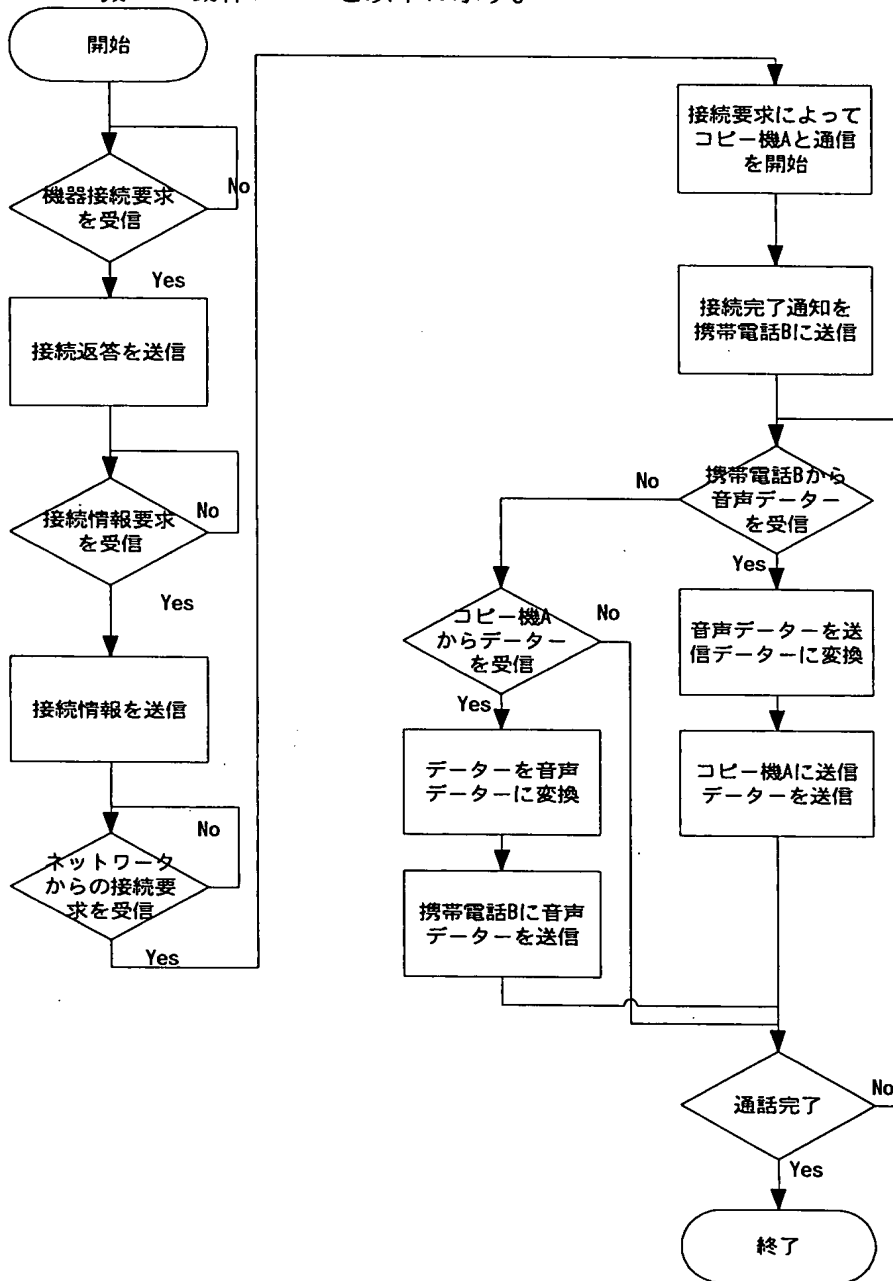 開始
機器接続要求
を受信
No
Yes
接続返答を送信
接続情報要求
を受信
No
Yes
接続情報を送信
ネットワータ
からの接続要
求を受信
No
Yes
接続要求によって
コピー機Aと通信
を開始
接続完了通知を
携帯電話Bに送信
携帯電話Bから
音声データー
を受信
No
Yes
コピー機A
からデーター
を受信
No
Yes
データーを音声
データーに変換
携帯電話Bに音声
データーを送信
音声データーを送
信データーに変換
コピー機Aに送信
データーを送信
通話完了
No
Yes
終了